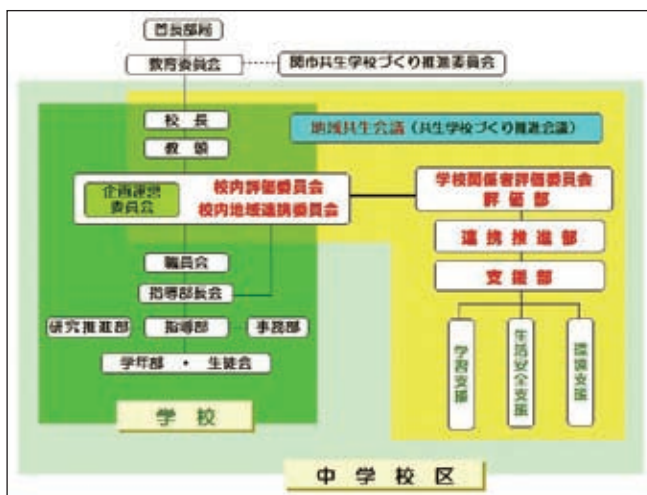 首長部局
教育委員会
関市共生学校づくり推進委員会
校長
教頭
地域共生会議(共生学校づくり推進会議)
企画運営
委員会
校内評価委員会
校内地域連携委員会
学校関係者評価委員会
評価部
連携推進部
支援部
職員会
指導部長会
研究推進部
指導部
事務部
学年部・生徒会
学習支援
生活安全支援
環境支援
学校
中学校区